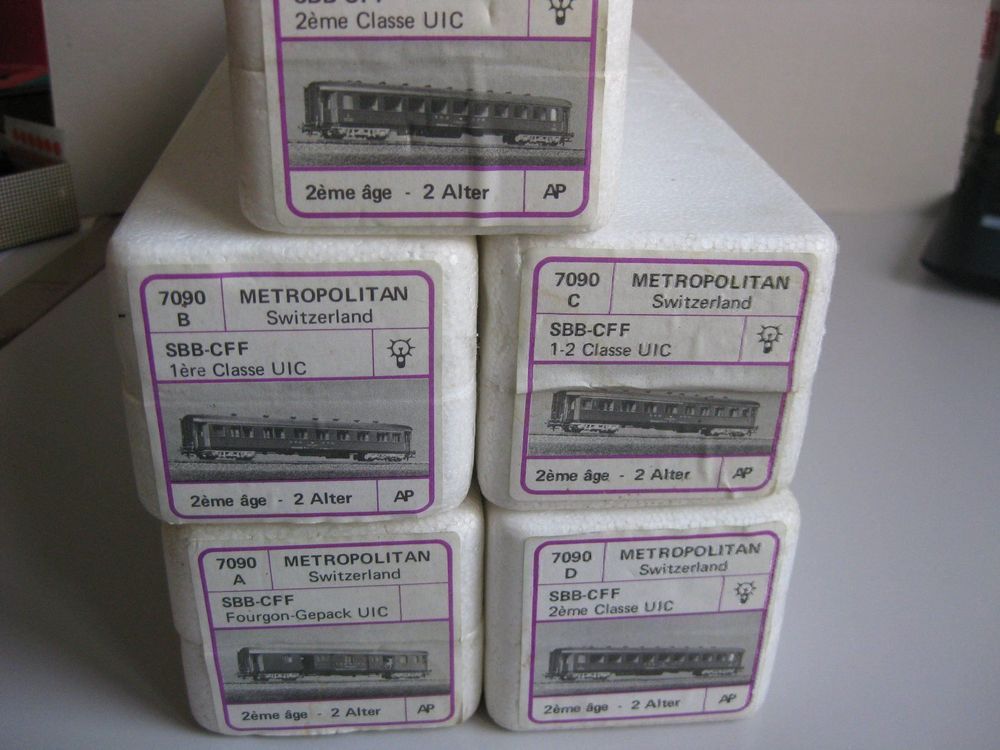 SBB-CFF
2ème Classe UIC
2ème âge - 2 Alter AP
7090 B METROPOLITAN
Switzerland
SBB-CFF
1ère Classe UIC
2ème âge - 2 Alter AP
7090 C METROPOLITAN
Switzerland
SBB-CFF
1-2 Classe UIC
2ème âge - 2 Alter AP
7090 A METROPOLITAN
Switzerland
SBB-CFF
Fourgon-Gepack UIC
2ème âge - 2 Alter AP
7090 D METROPOLITAN
Switzerland
SBB-CFF
2ème Classe UIC
2ème âge - 2 Alter AP